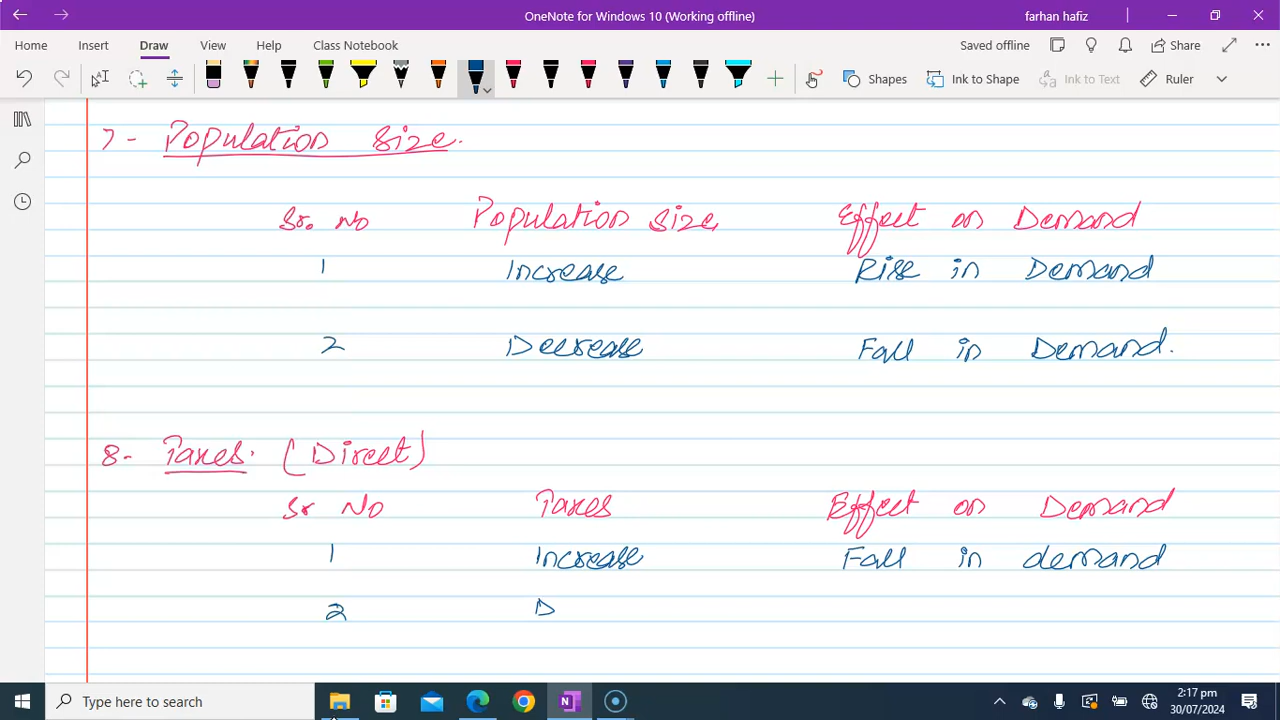 OneNote for Windows 10 (Working offline)
farhan hafiz
Home Insert Draw View Help Class Notebook
Saved offline Share
Shapes Ink to Shape Ink to Text Ruler
7- Population Size.
Sr. No Population size Effect on Demand
1 Increase Rise in Demand
2 Decrease Fall in Demand.
8- Taxes. (Direct)
Sr No Taxes Effect on Demand
1 Increase Fall in demand
2 D
Type here to search
2:17 pm
30/07/2024